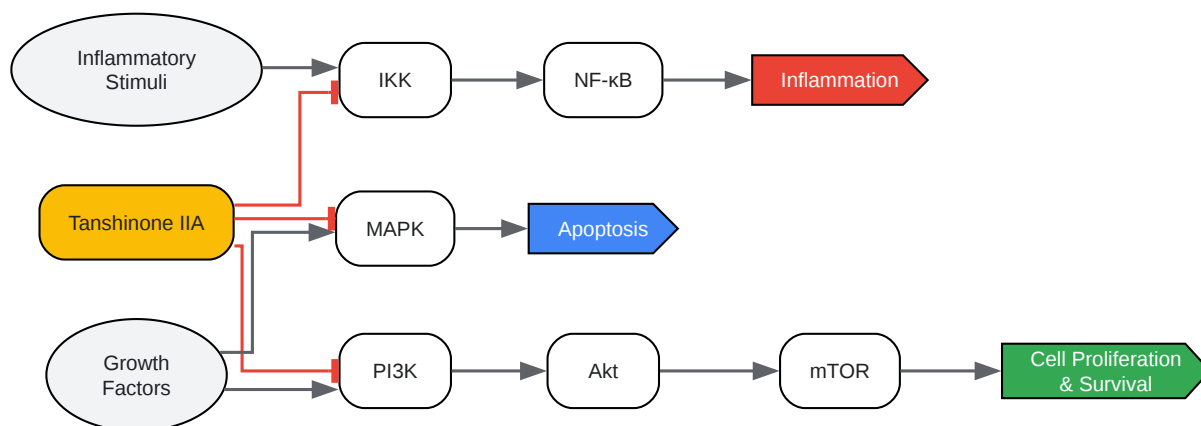 Inflammatory
Stimuli
IKK
NF-κB
Inflammation
Tanshinone IIA
MAPK
Apoptosis
Growth
Factors
PI3K
Akt
mTOR
Cell Proliferation
& Survival